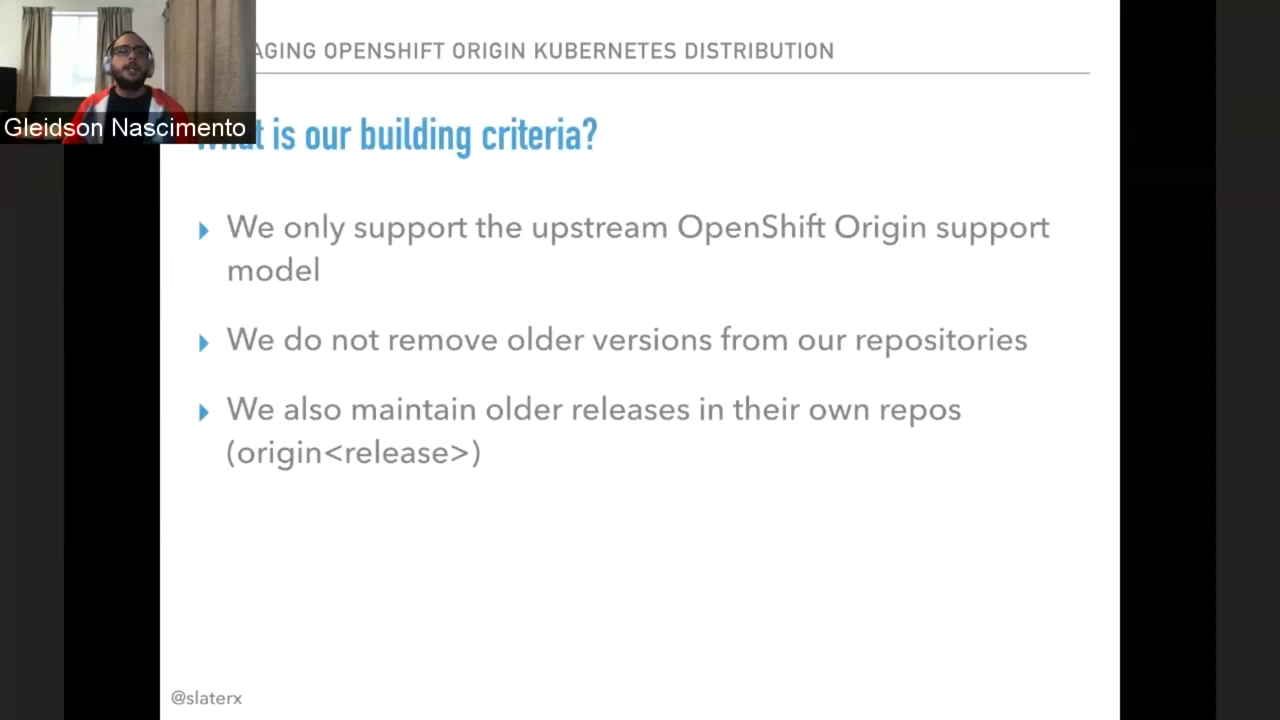 AGING OPENSHIFT ORIGIN KUBERNETES DISTRIBUTION
Gleidson Nascimento
What is our building criteria?
We only support the upstream OpenShift Origin support
model
We do not remove older versions from our repositories
We also maintain older releases in their own repos
(origin<release>)
@slaterx